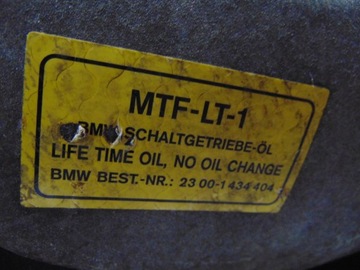 MTF-LT-1
BMW SCHALTGETRIEBE-ÖL
LIFE TIME OIL, NO OIL CHANGE
BMW BEST.-NR.: 23 00-1 434 404